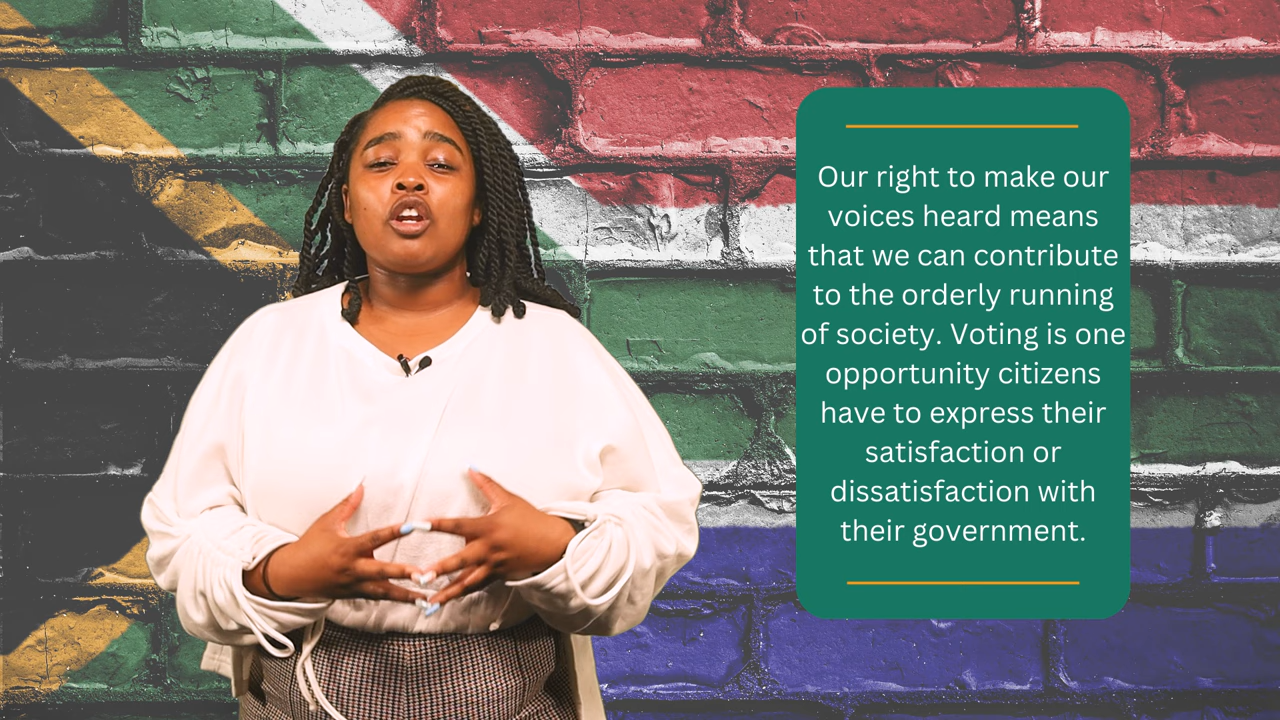 Our right to make our
voices heard means
that we can contribute
to the orderly running
of society. Voting is one
opportunity citizens
have to express their
satisfaction or
dissatisfaction with
their government.